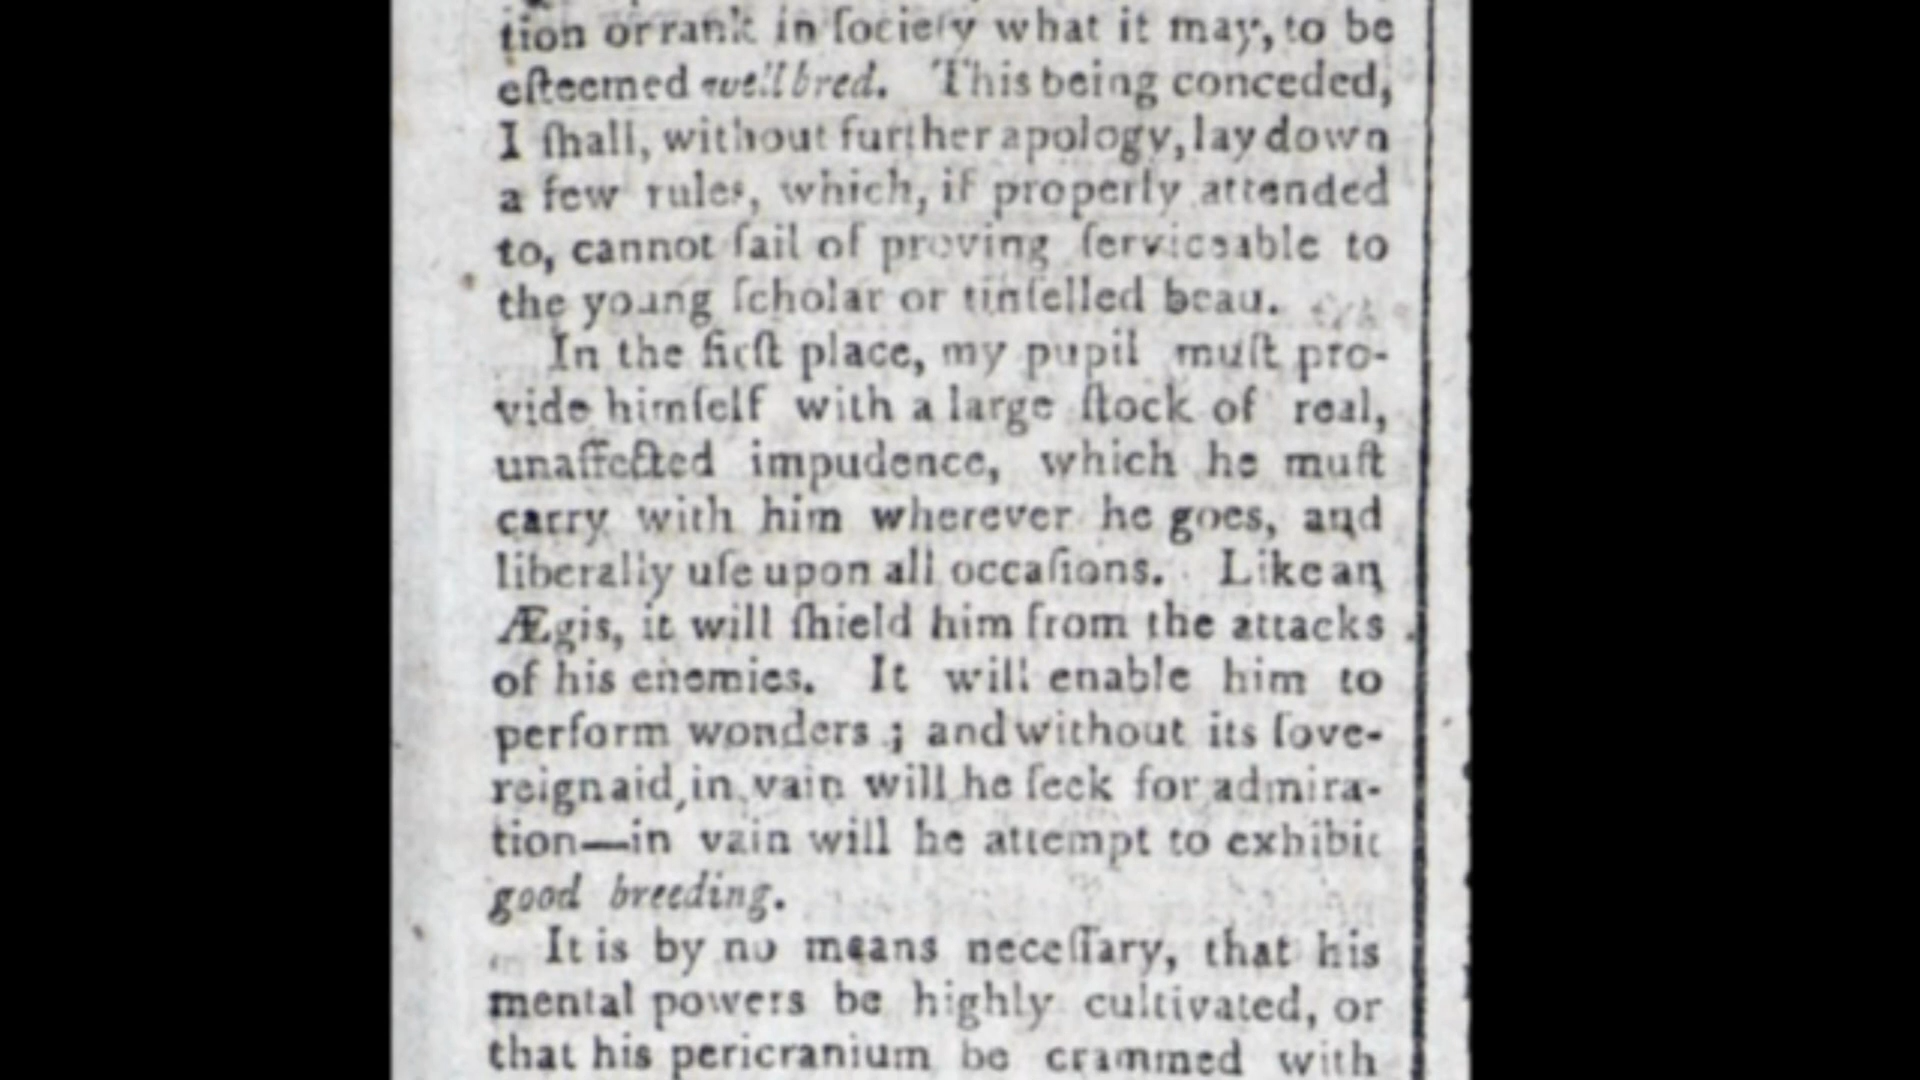 tion or rank in ſociety what it may, to be
eſteemed well bred. This being conceded,
I ſhall, without further apology, lay down
a few rules, which, if properly attended
to, cannot fail of proving ſerviceable to
the young ſcholar or tinſelled beau.
In the firſt place, my pupil muſt pro-
vide himſelf with a large ſtock of real,
unaffected impudence, which he muſt
carry with him wherever he goes, and
liberally uſe upon all occaſions. Like an
Ægis, it will ſhield him from the attacks
of his enemies. It will enable him to
perform wonders ; and without its ſove-
reign aid, in vain will he ſeek for admira-
tion—in vain will he attempt to exhibit
good breeding.
It is by no means neceſſary, that his
mental powers be highly cultivated, or
that his pericranium be crammed with